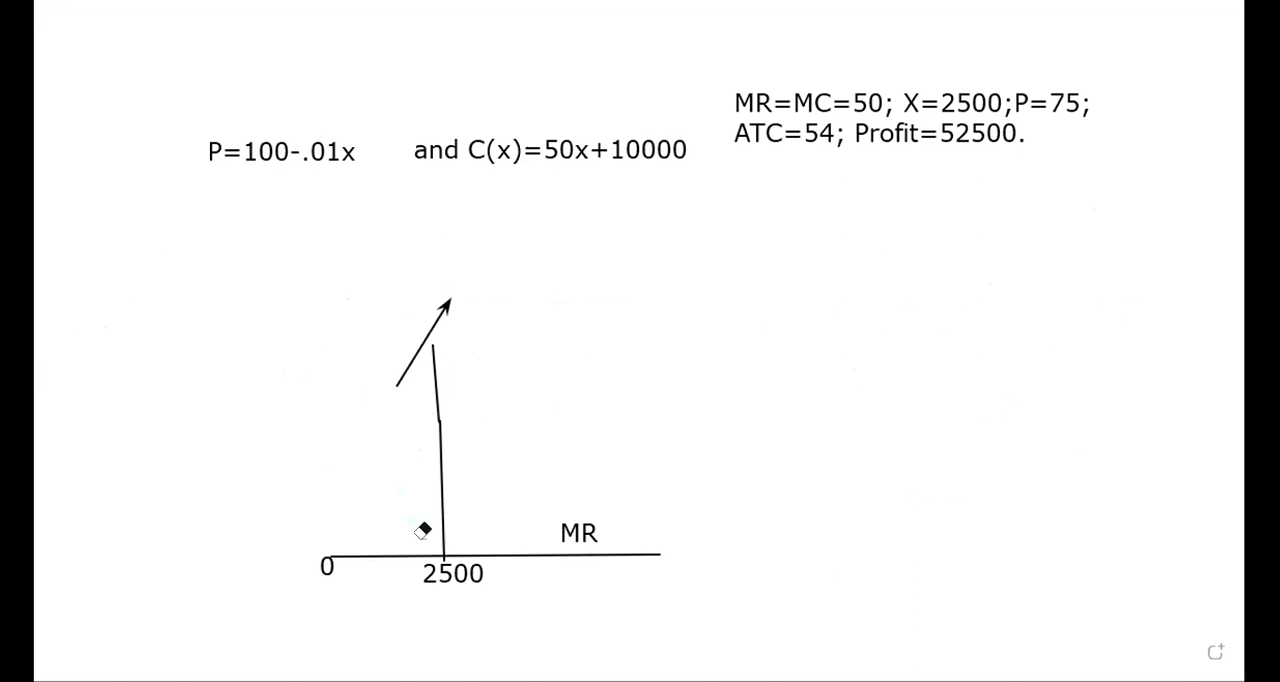 MR=MC=50; X=2500;P=75;
ATC=54; Profit=52500.
P=100-.01x and C(x)=50x+10000
MR
0
2500